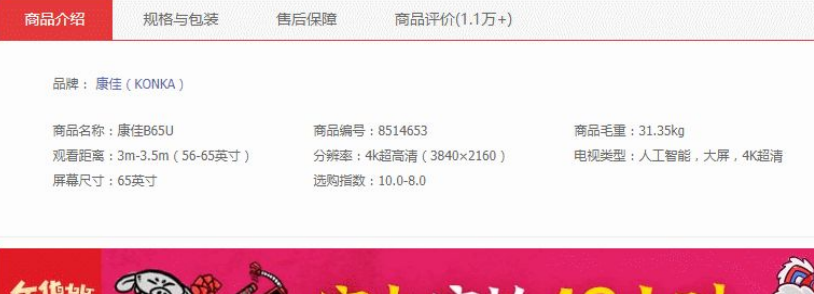 商品介绍 规格与包装 售后保障 商品评价(1.1万+)
品牌： 康佳（KONKA）
商品名称：康佳B65U 商品编号：8514653 商品毛重：31.35kg
观看距离：3m-3.5m（56-65英寸） 分辨率：4k超高清（3840×2160） 电视类型：人工智能，大屏，4K超清
屏幕尺寸：65英寸 选购指数：10.0-8.0